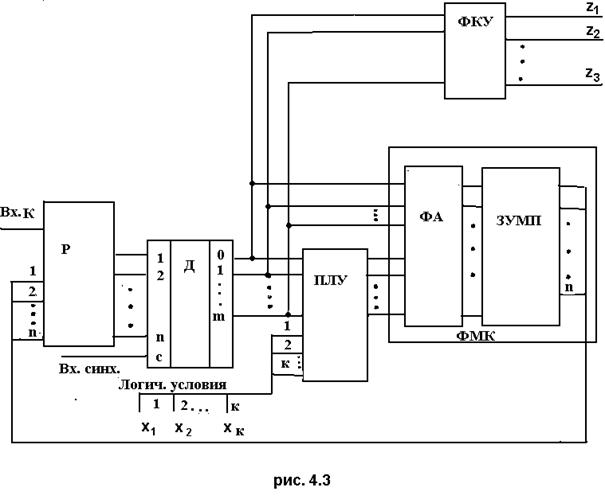 ФКУ
z1
z2
z3
Вх. К
Р
1
2
n
1
2
n
с
Д
0
1
m
ПЛУ
1
2
к
ФА
ЗУМП
n
ФМК
Вх. синх.
Логич. условия
1 2... к
x1 x2 xк
рис. 4.3